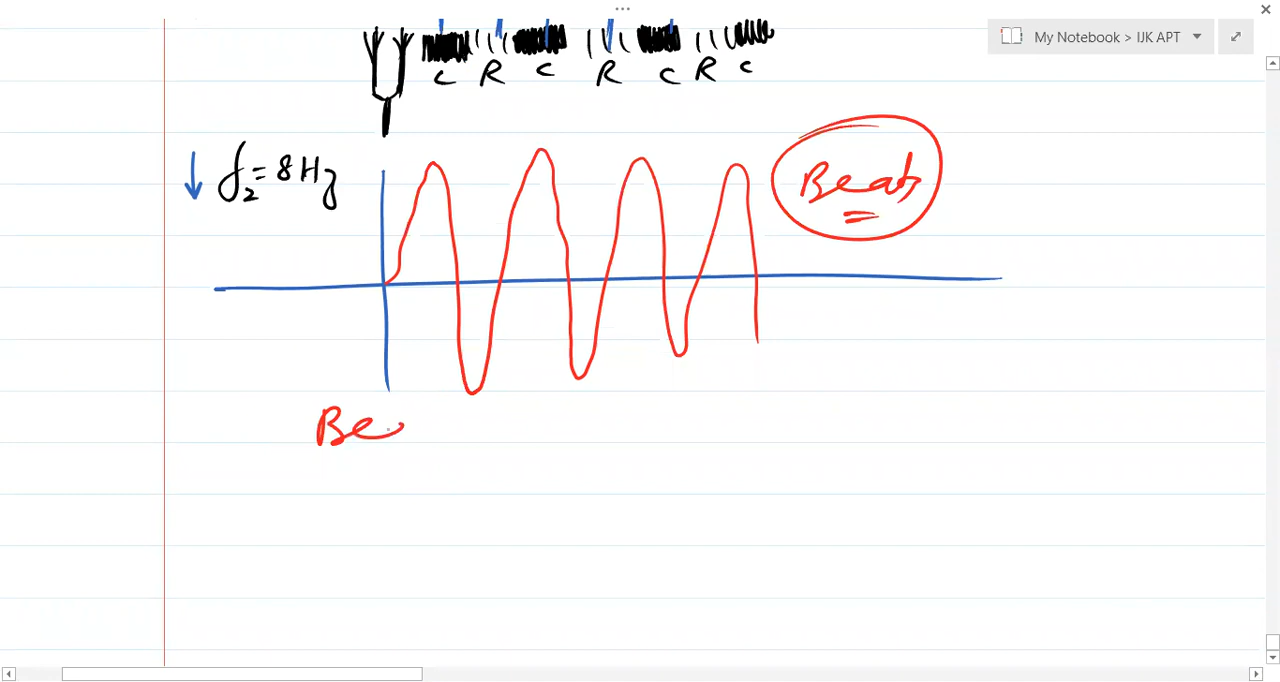 My Notebook > IJK APT
C R C R C R C
f₂ = 8 Hz
Beats
Be